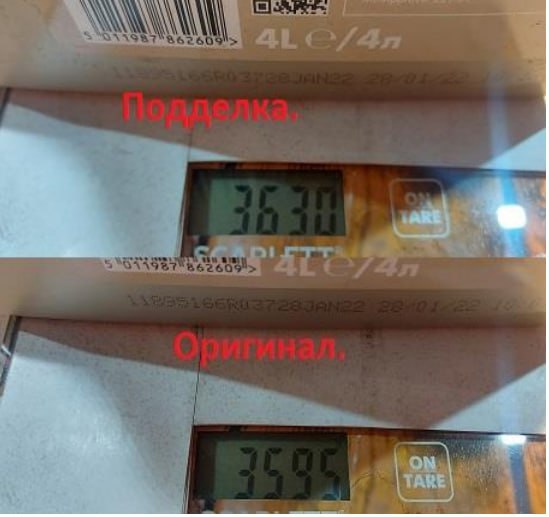 5 011987 862609 >
4L ℮/4л
11895166R03728JAN22 28/01/22
Подделка.
3630
ON
TARE
SCARLETT
5 011987 862609 >
4L ℮/4л
11895166R03728JAN22 28/01/22
Оригинал.
3595
ON
TARE